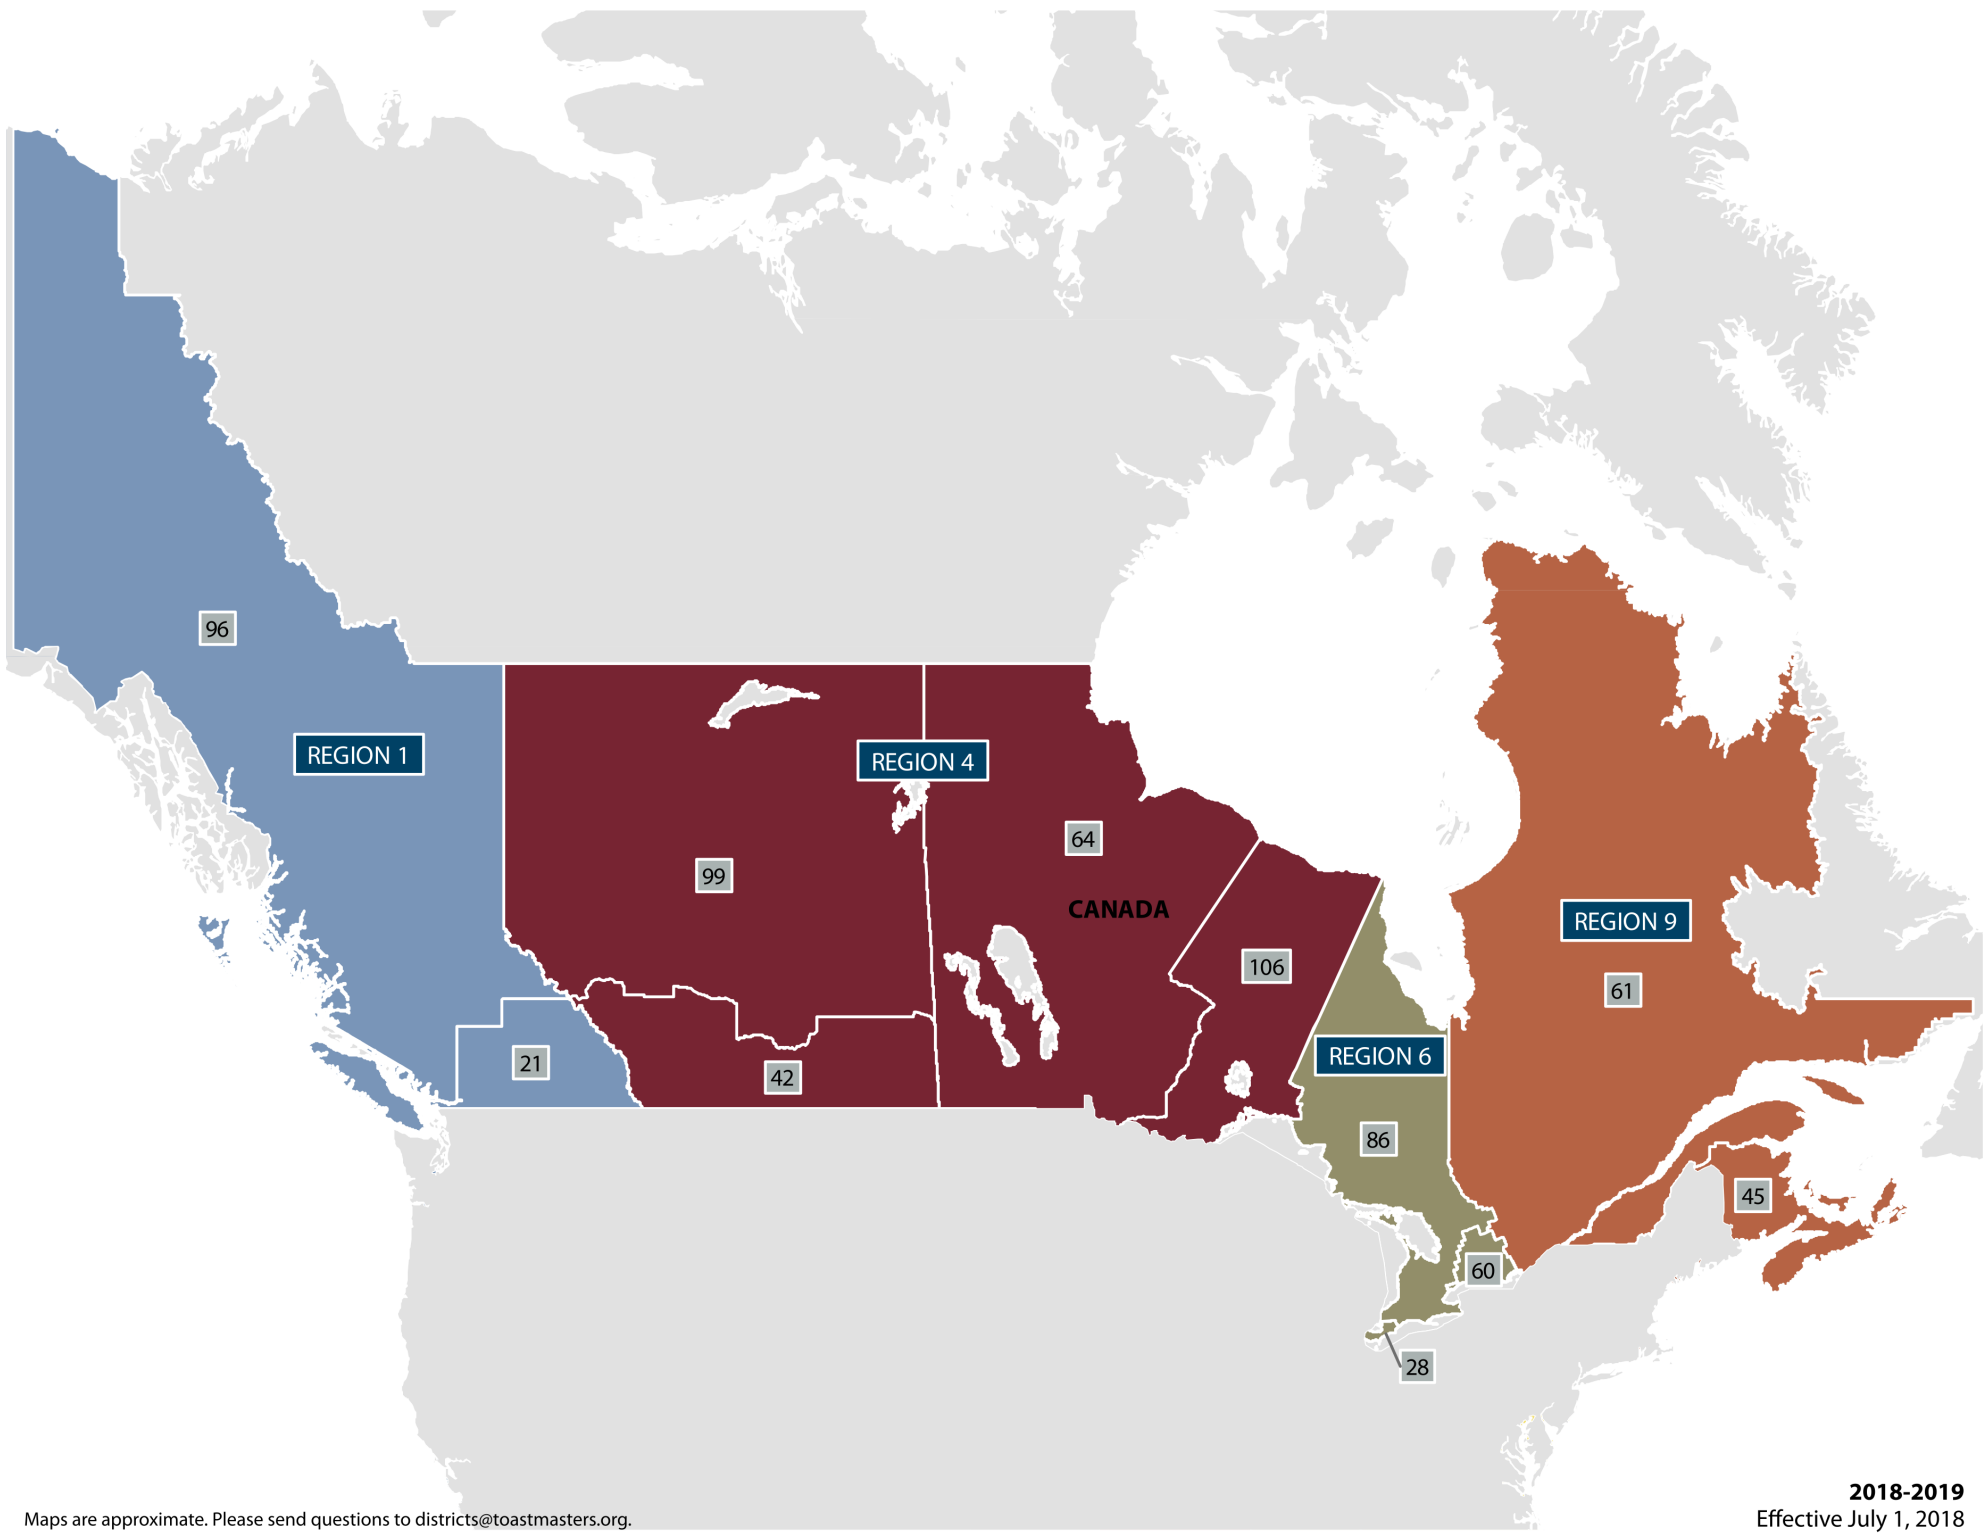 96
REGION 1
REGION 4
64
99
CANADA
REGION 9
106
61
REGION 6
21
42
86
45
60
28
2018-2019
Maps are approximate. Please send questions to districts@toastmasters.org.
Effective July 1, 2018